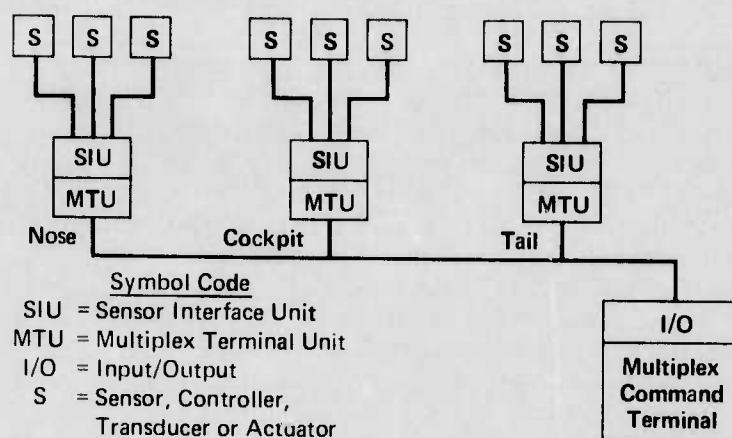 S S S S S S S S S
SIU SIU SIU
MTU MTU MTU
Nose Cockpit Tail
Symbol Code
SIU = Sensor Interface Unit
MTU = Multiplex Terminal Unit
I/O = Input/Output
S = Sensor, Controller,
Transducer or Actuator
I/O
Multiplex
Command
Terminal